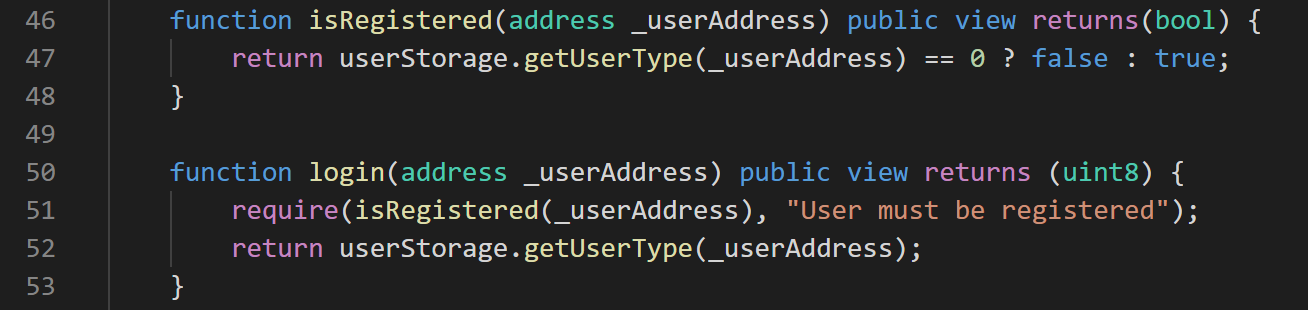 46 function isRegistered(address _userAddress) public view returns(bool) {
47 return userStorage.getUserType(_userAddress) == 0 ? false : true;
48 }
49
50 function login(address _userAddress) public view returns (uint8) {
51 require(isRegistered(_userAddress), "User must be registered");
52 return userStorage.getUserType(_userAddress);
53 }